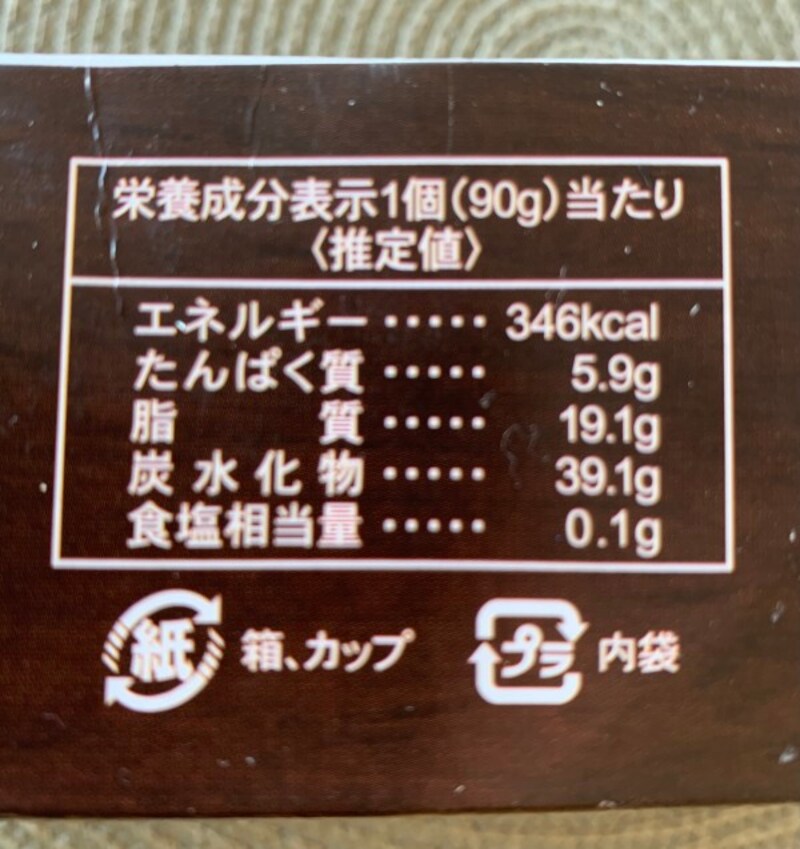 栄養成分表示1個(90g)当たり
〈推定値〉
エネルギー ····· 346kcal
たんぱく質 ····· 5.9g
脂質 ····· 19.1g
炭水化物 ····· 39.1g
食塩相当量 ····· 0.1g
紙 箱、カップ プラ 内袋